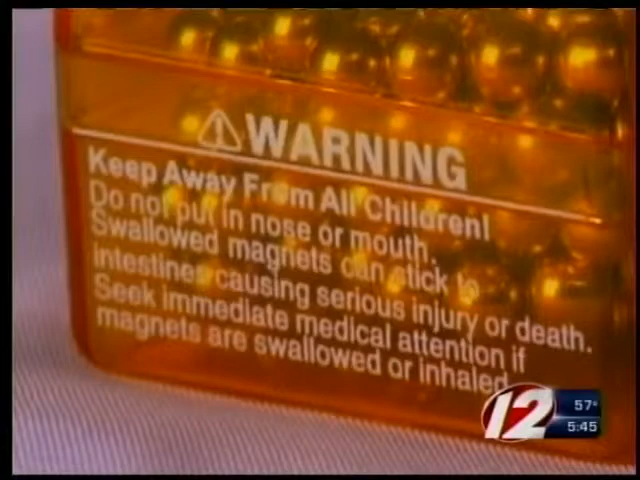 WARNING
Keep Away From All Children!
Do not put in nose or mouth.
Swallowed magnets can stick to
intestines causing serious injury or death.
Seek immediate medical attention if
magnets are swallowed or inhaled
12
57°
5:45